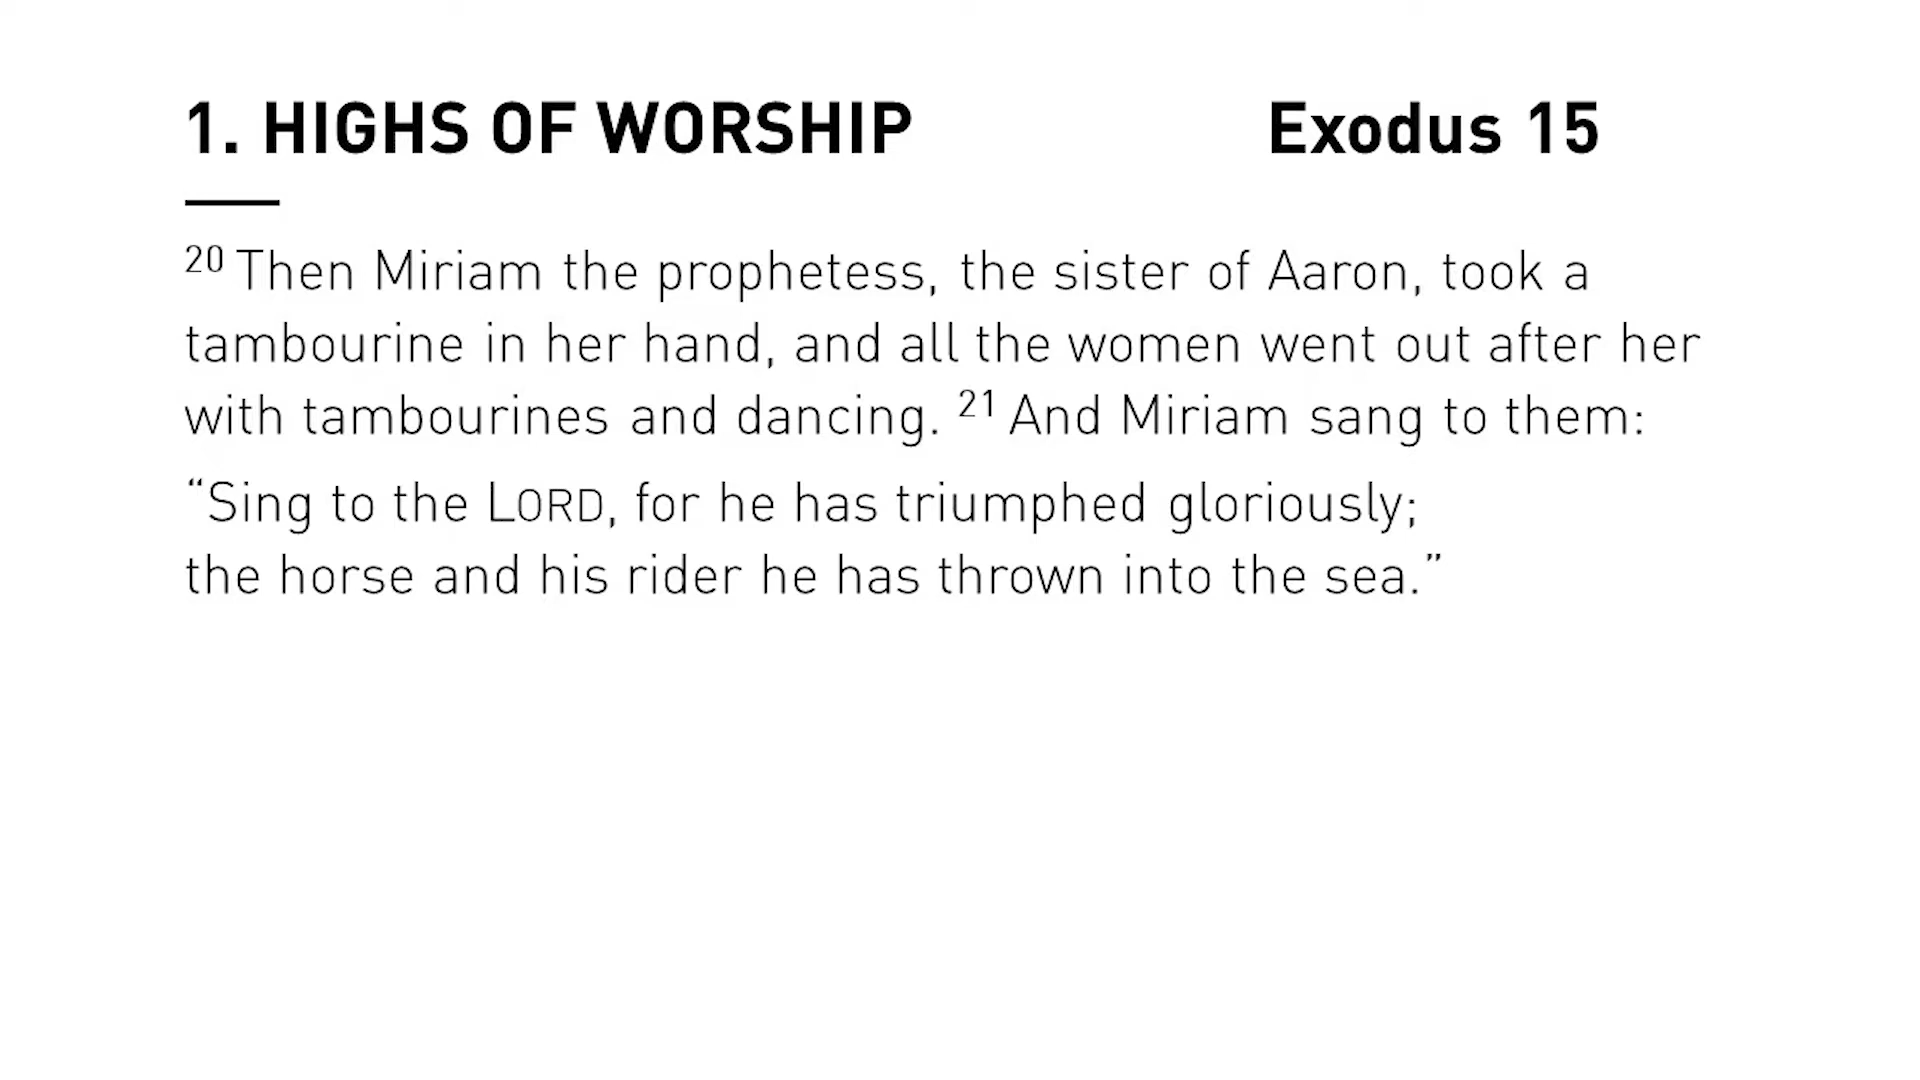 1. HIGHS OF WORSHIP Exodus 15
20 Then Miriam the prophetess, the sister of Aaron, took a
tambourine in her hand, and all the women went out after her
with tambourines and dancing. 21 And Miriam sang to them:
“Sing to the LORD, for he has triumphed gloriously;
the horse and his rider he has thrown into the sea.”